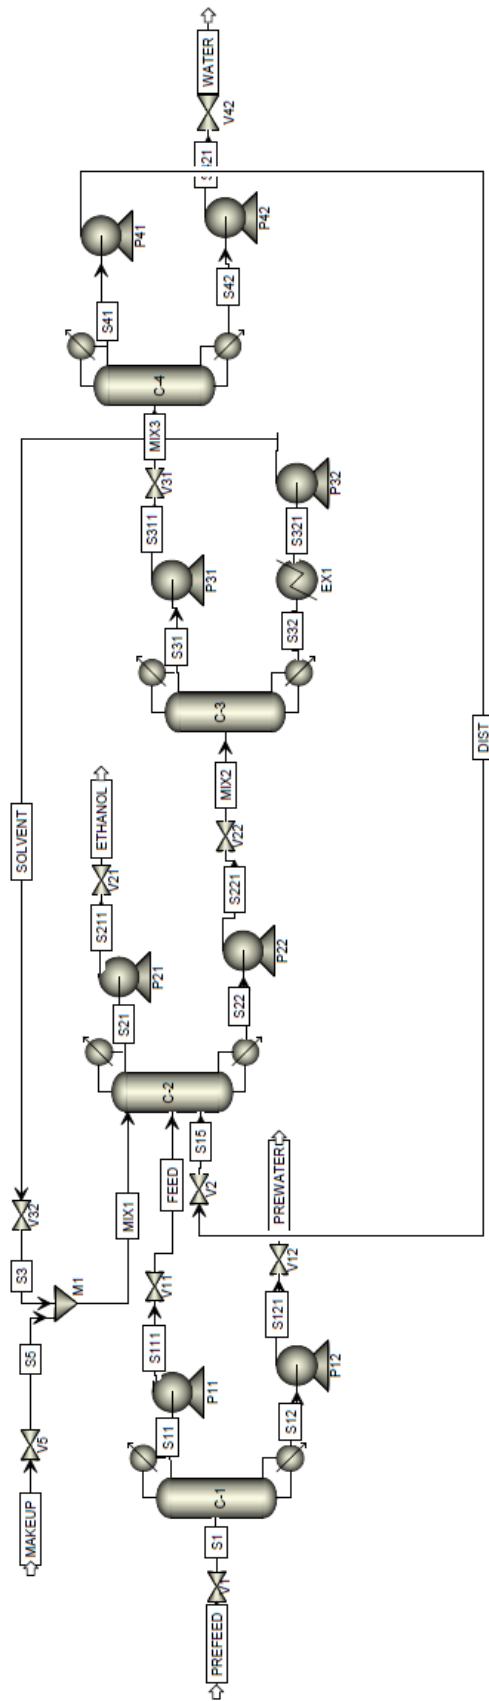 MAKEUP
V5
S5
S3
V32
SOLVENT
M1
MIX1
PREFEED
V1
S1
C-1
S11
P11
S111
V11
FEED
S12
P12
S121
V12
PREWATER
V2
S15
C-2
S21
P21
S211
V21
ETHANOL
S22
P22
S221
V22
MIX2
C-3
S31
P31
S311
V31
MIX3
S32
EX1
S321
P32
C-4
S41
P41
S42
P42
V42
WATER
DIST